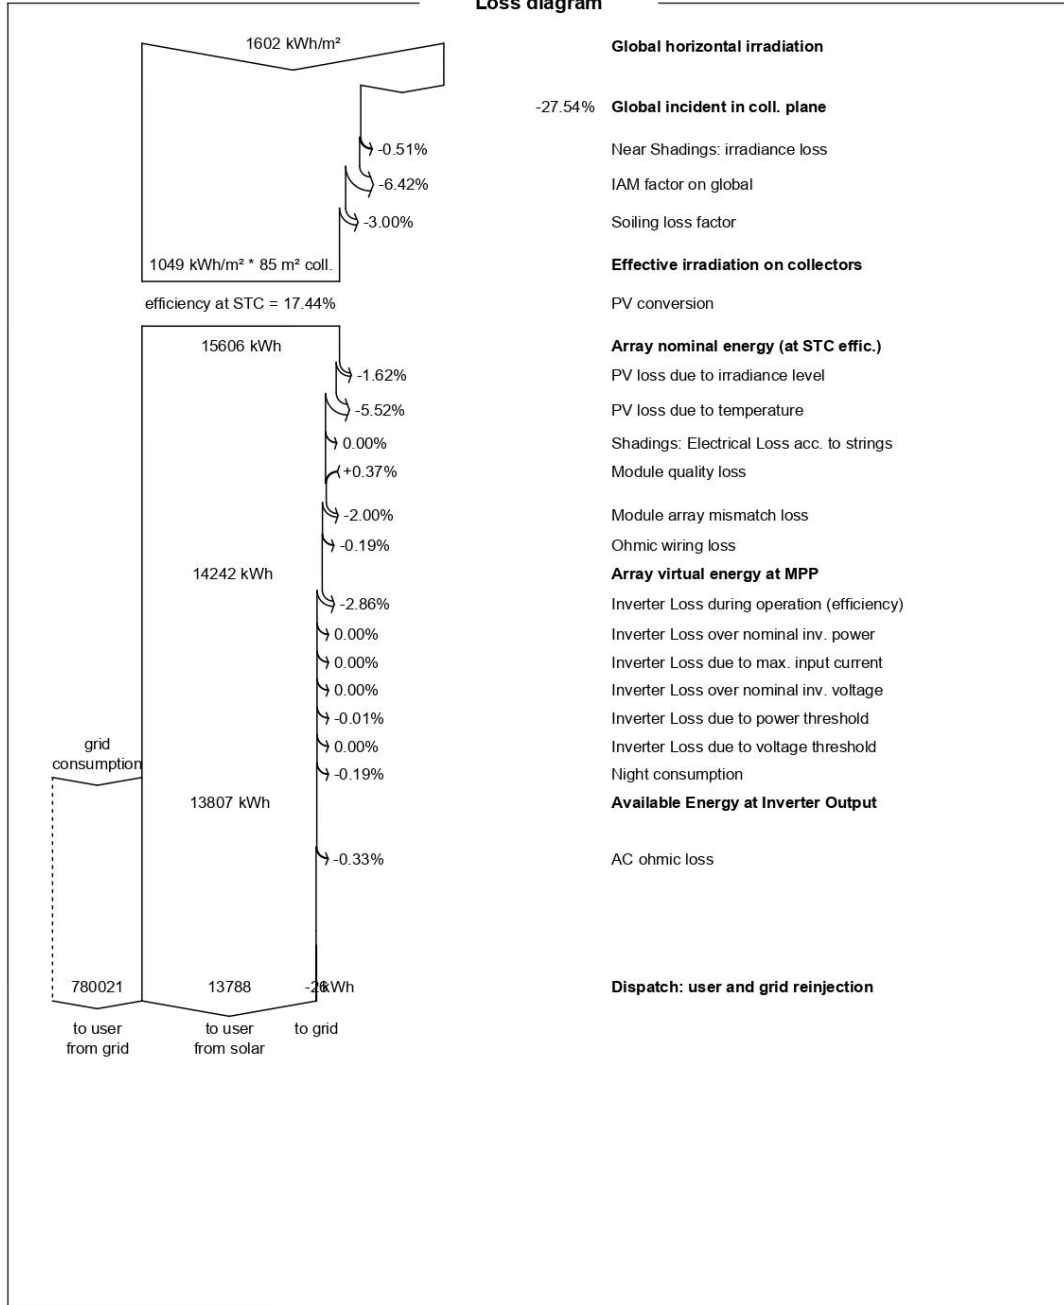 Loss diagram
1602 kWh/m² Global horizontal irradiation
-27.54% Global incident in coll. plane
-0.51% Near Shadings: irradiance loss
-6.42% IAM factor on global
-3.00% Soiling loss factor
1049 kWh/m² * 85 m² coll. Effective irradiation on collectors
efficiency at STC = 17.44% PV conversion
15606 kWh Array nominal energy (at STC effic.)
-1.62% PV loss due to irradiance level
-5.52% PV loss due to temperature
0.00% Shadings: Electrical Loss acc. to strings
+0.37% Module quality loss
-2.00% Module array mismatch loss
-0.19% Ohmic wiring loss
14242 kWh Array virtual energy at MPP
-2.86% Inverter Loss during operation (efficiency)
0.00% Inverter Loss over nominal inv. power
0.00% Inverter Loss due to max. input current
0.00% Inverter Loss over nominal inv. voltage
-0.01% Inverter Loss due to power threshold
grid
0.00% Inverter Loss due to voltage threshold
consumption
-0.19% Night consumption
13807 kWh Available Energy at Inverter Output
-0.33% AC ohmic loss
780021 13788 kWh Dispatch: user and grid reinjection
to user to user to grid
from grid from solar